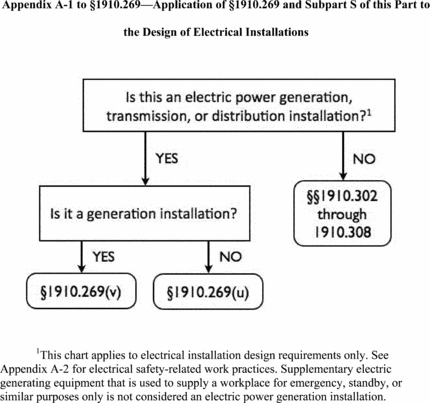 Appendix A-1 to §1910.269—Application of §1910.269 and Subpart S of this Part to
the Design of Electrical Installations
Is this an electric power generation,
transmission, or distribution installation?¹
YES
NO
Is it a generation installation?
§§1910.302
through
1910.308
YES
NO
§1910.269(v)
§1910.269(u)
¹This chart applies to electrical installation design requirements only. See
Appendix A-2 for electrical safety-related work practices. Supplementary electric
generating equipment that is used to supply a workplace for emergency, standby, or
similar purposes only is not considered an electric power generation installation.